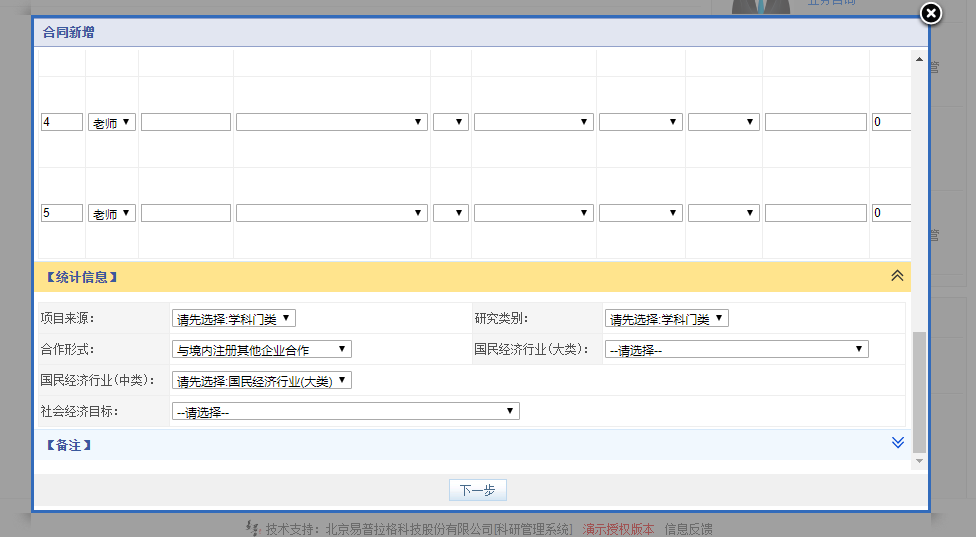 业务咨询
合同新增
管
4 老师 0
管
5 老师 0
【统计信息】
项目来源： 请先选择:学科门类 研究类别： 请先选择:学科门类
合作形式： 与境内注册其他企业合作 国民经济行业(大类)： --请选择--
国民经济行业(中类)： 请先选择:国民经济行业(大类)
社会经济目标： --请选择--
【备注】
下一步
技术支持：北京易普拉格科技股份有限公司[科研管理系统] 演示授权版本 信息反馈